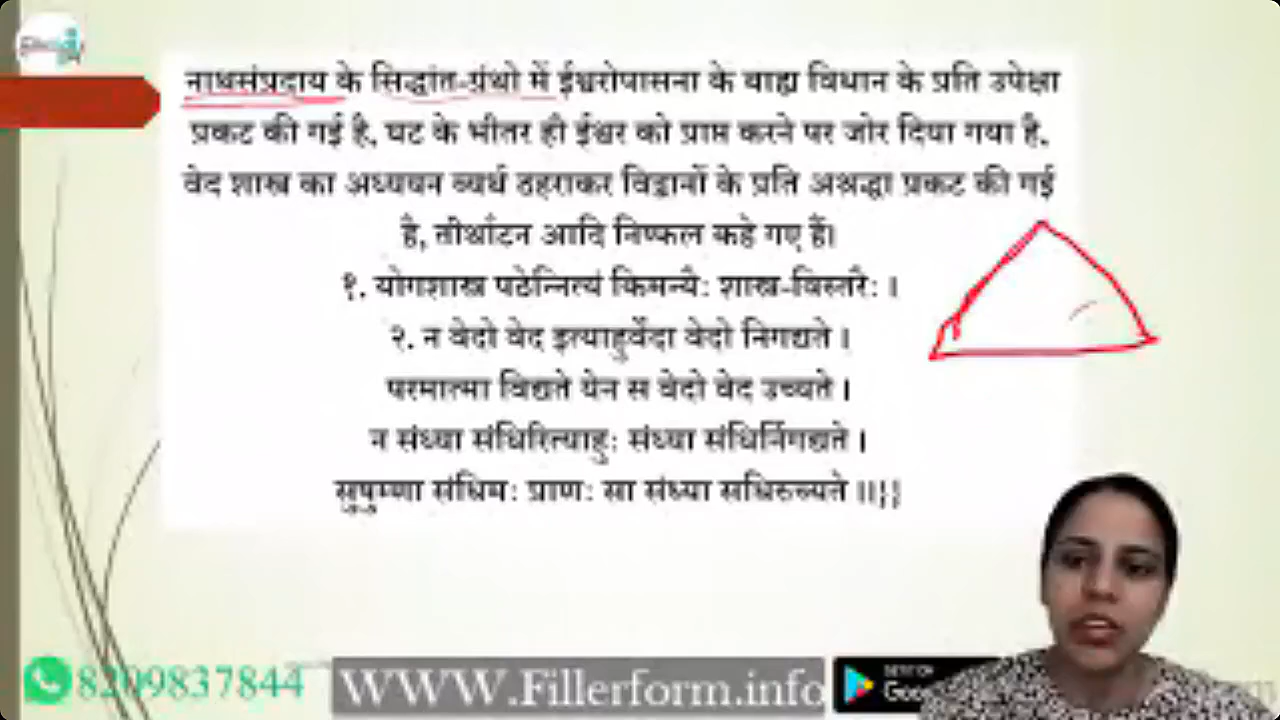 नाथसंप्रदाय के सिद्धांत-ग्रंथो में ईश्वरोपासना के बाह्य विधान के प्रति उपेक्षा
प्रकट की गई है, घट के भीतर ही ईश्वर को प्राप्त करने पर जोर दिया गया है,
वेद शास्त्र का अध्ययन व्यर्थ ठहराकर विद्वानों के प्रति अश्रद्धा प्रकट की गई
है, तीर्थाटन आदि निष्फल कहे गए हैं।
१. योगशास्त्र पठेन्नित्यं किमन्यैः शास्त्र-विस्तरैः ।
२. न वेदो वेद इत्याहुर्वेदा वेदो निगद्यते ।
परमात्मा विद्यते येन स वेदो वेद उच्यते ।
न संध्या संधिरित्याहुः संध्या संधिर्निगद्यते ।
सुषुम्णा संधिमः प्राणः सा संध्या सधिरुच्यते ॥}}
8209837844
WWW.Fillerform.info